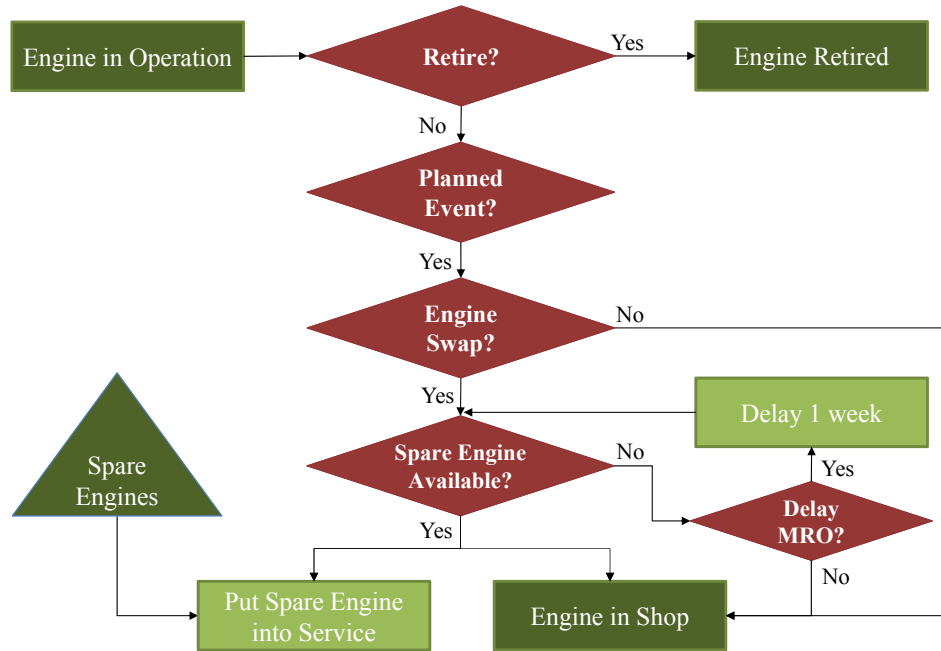 Engine in Operation
Retire?
Yes
Engine Retired
No
Planned
Event?
Yes
Engine
Swap?
No
Yes
Delay 1 week
Spare Engine
Available?
No
Yes
Spare
Engines
Delay
MRO?
Yes
No
Put Spare Engine
into Service
Engine in Shop